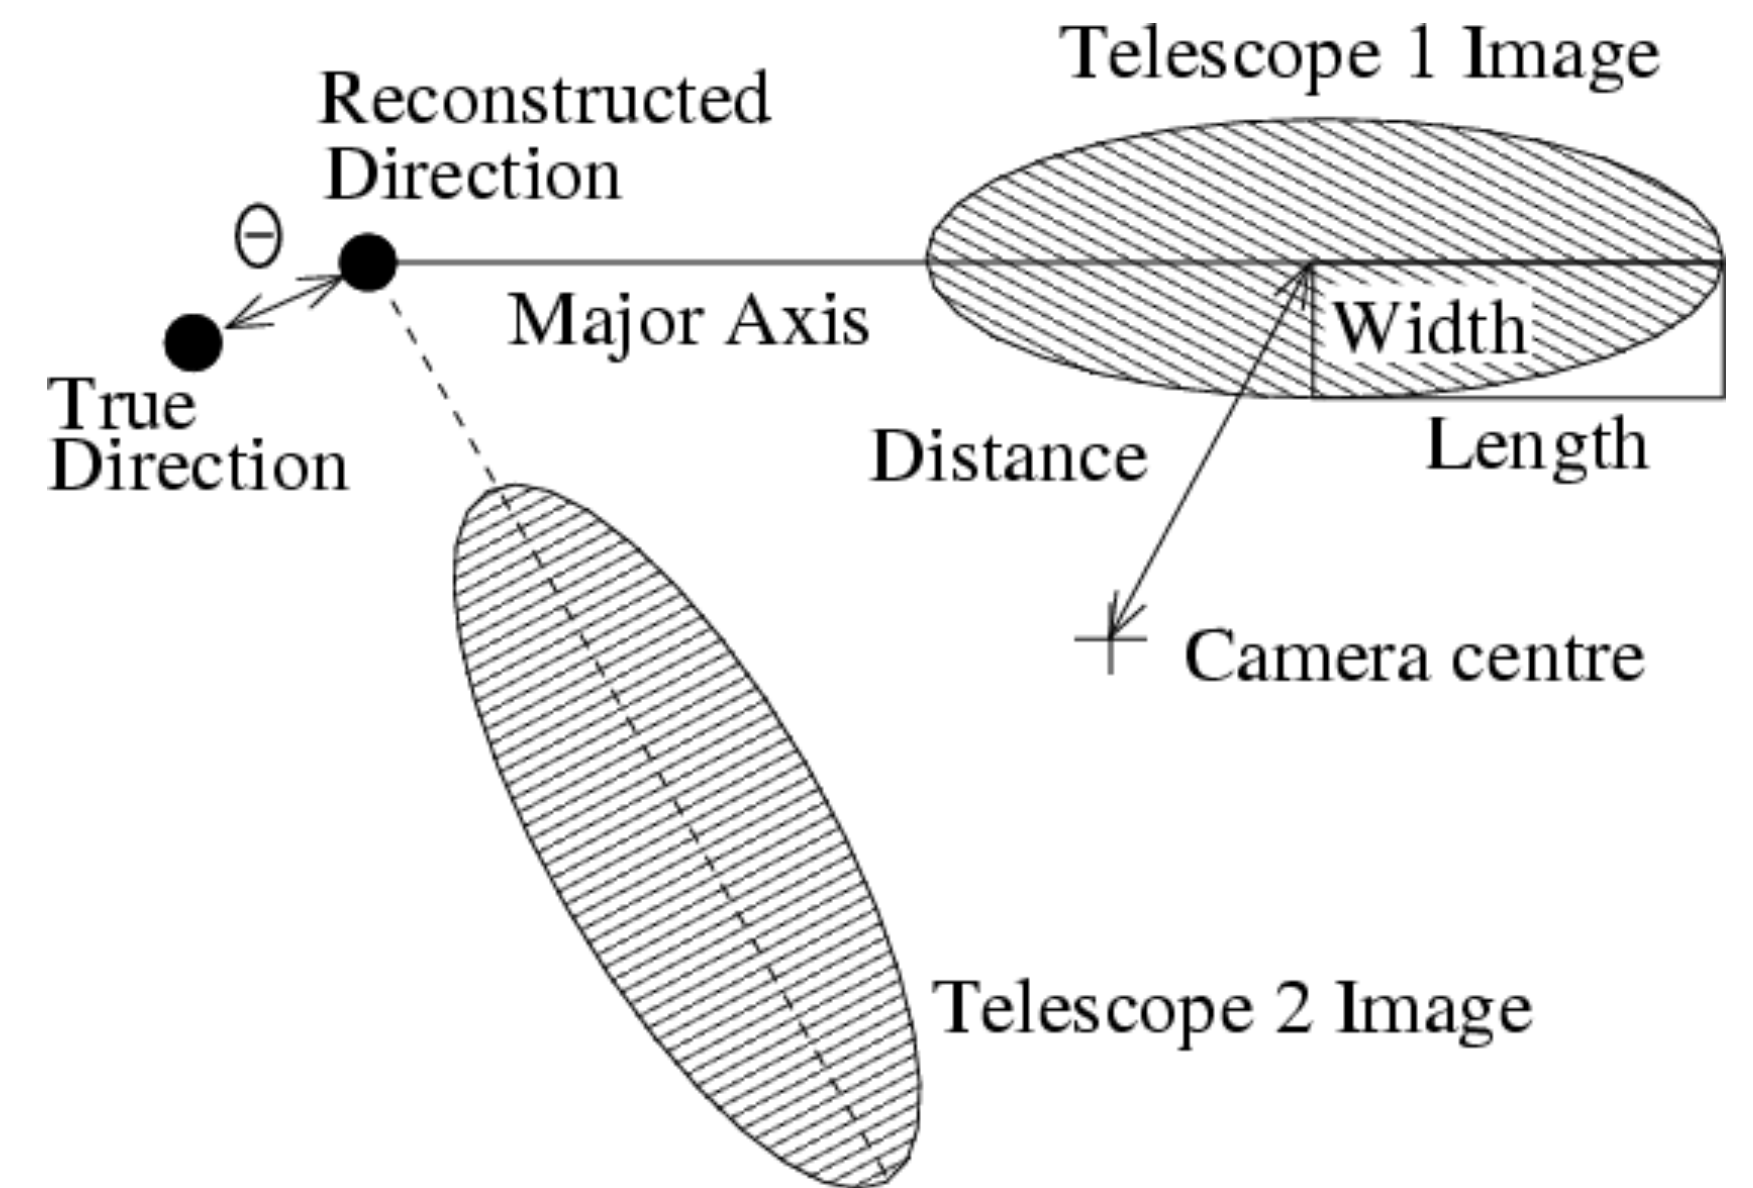 Telescope 1 Image
Reconstructed
Direction
Θ
Major Axis
Width
True
Direction
Distance
Length
Camera centre
Telescope 2 Image